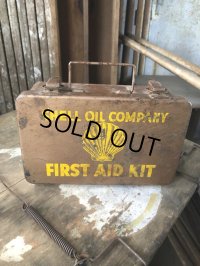 SHELL OIL COMPANY
SOLD OUT
FIRST AID KIT